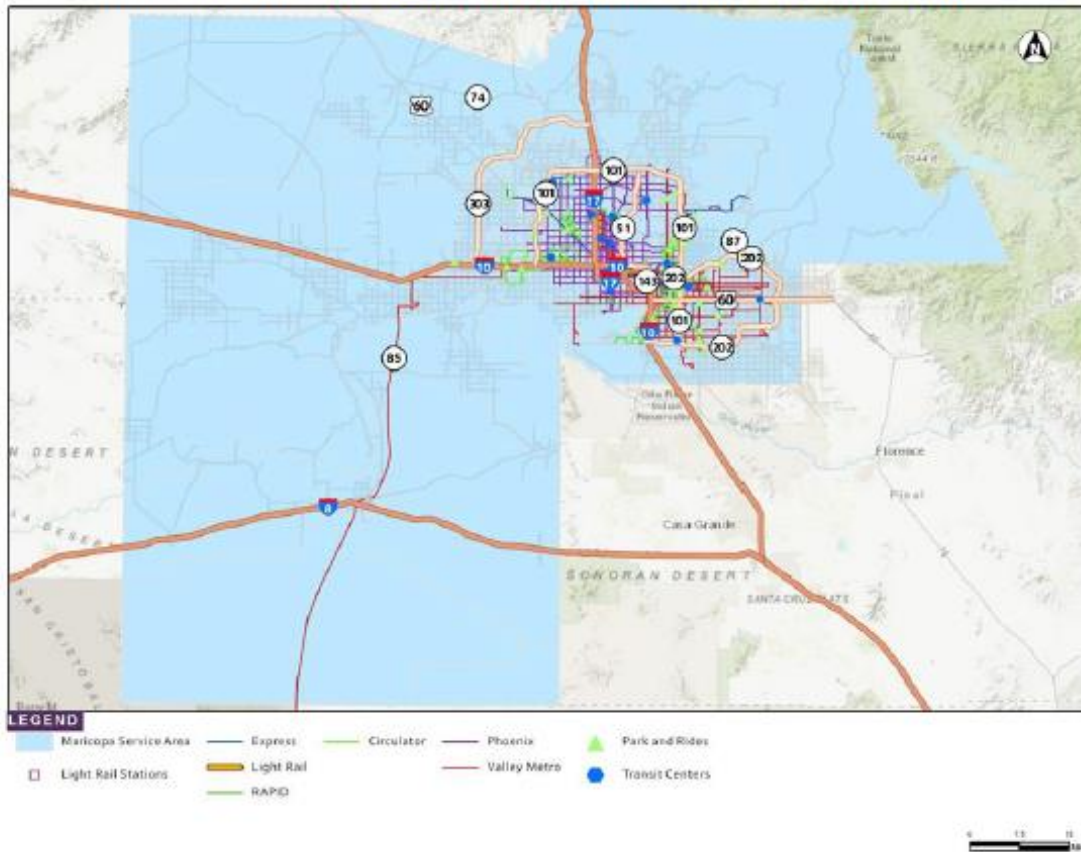 N
60
74
303
101
101
17
51
101
87
202
10
10
17
143
202
60
101
10
202
85
8
N DESERT
Florence
Pinal
Casa Grande
SONORAN DESERT
LEGEND
Maricopa Service Area
Express
Circulator
Phoenix
Park and Rides
Light Rail Stations
Light Rail
Valley Metro
Transit Centers
RAPID